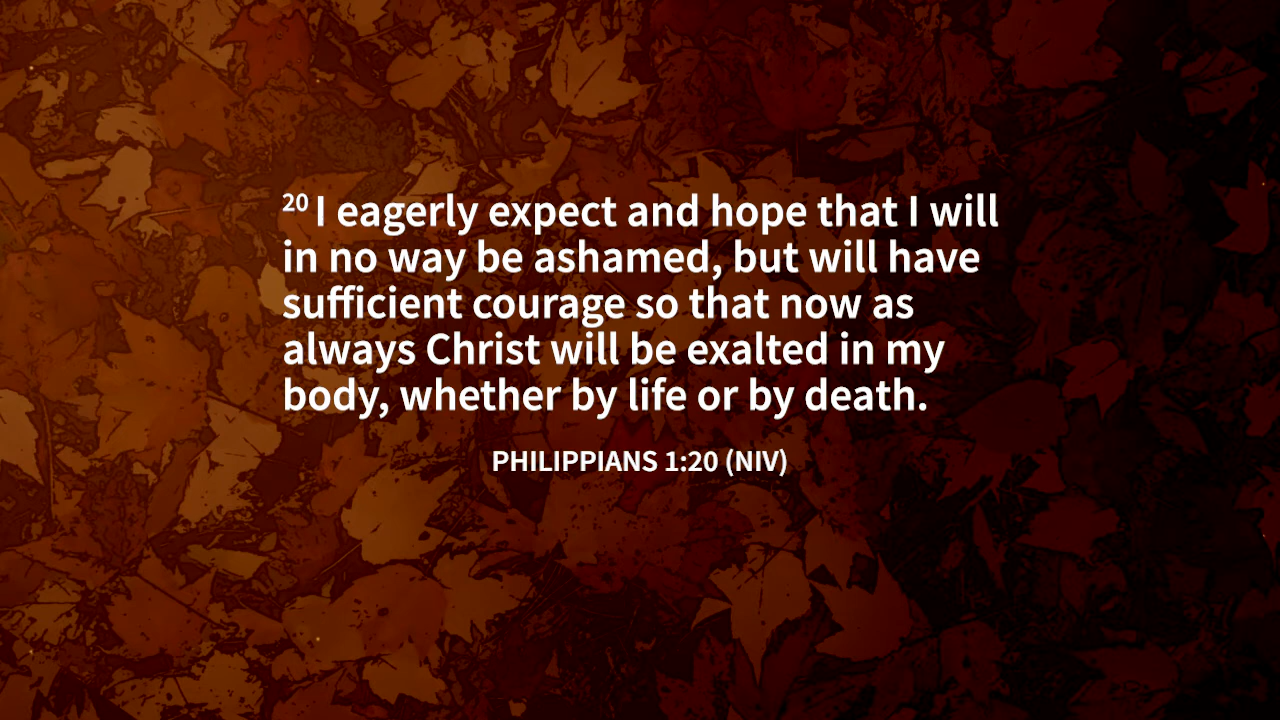 20 I eagerly expect and hope that I will
in no way be ashamed, but will have
sufficient courage so that now as
always Christ will be exalted in my
body, whether by life or by death.
PHILIPPIANS 1:20 (NIV)